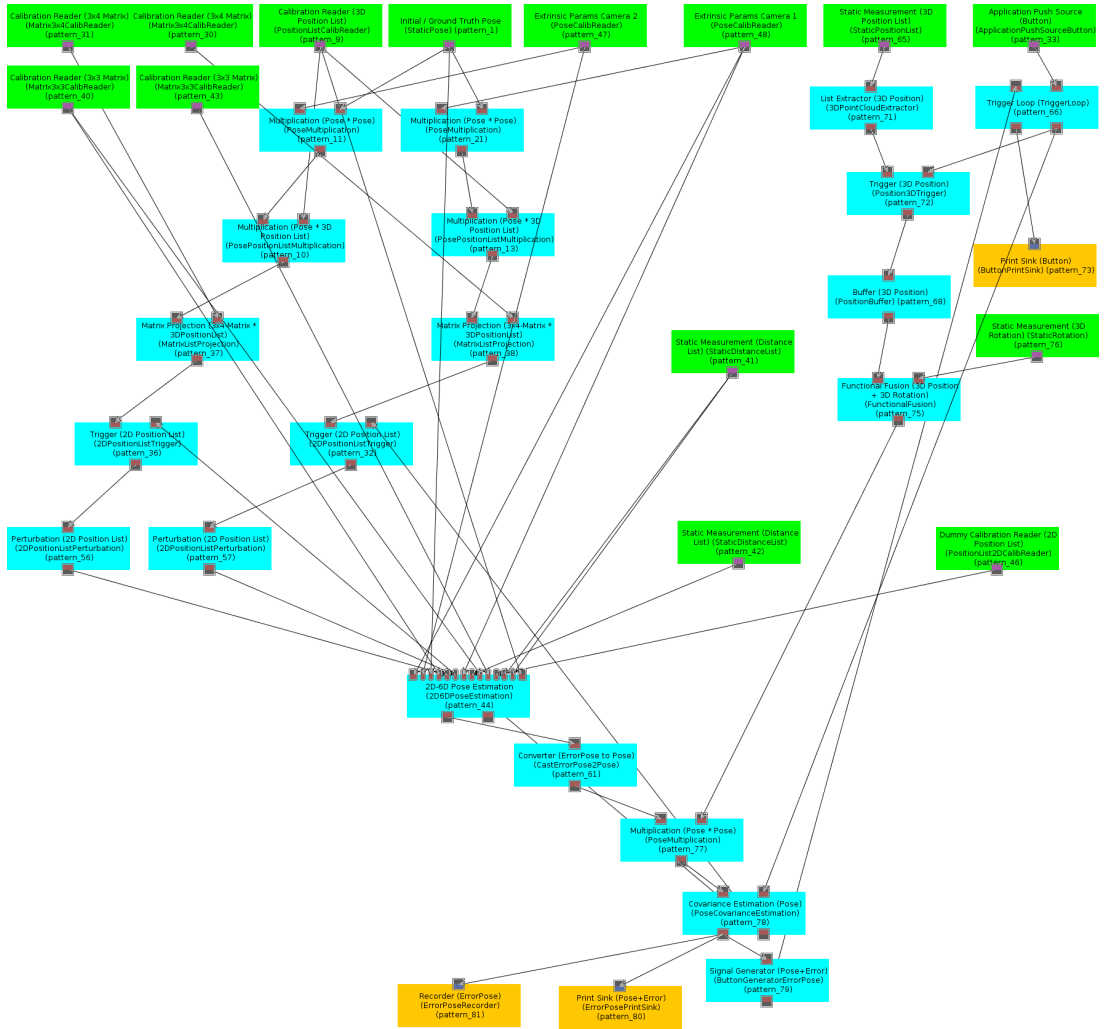 Calibration Reader (3x4 Matrix)
(Matrix3x4CalibReader)
(pattern_31)
Calibration Reader (3x4 Matrix)
(Matrix3x4CalibReader)
(pattern_30)
Calibration Reader (3D
Position List)
(PositionListCalibReader)
(pattern_9)
Initial / Ground Truth Pose
(StaticPose)
(pattern_1)
Extrinsic Params Camera 2
(PoseCalibReader)
(pattern_47)
Extrinsic Params Camera 1
(PoseCalibReader)
(pattern_48)
Static Measurement (3D
Position List)
(StaticPositionList)
(pattern_65)
Application Push Source
(Button)
(ApplicationPushSourceButton)
(pattern_33)
Calibration Reader (3x3 Matrix)
(Matrix3x3CalibReader)
(pattern_40)
Calibration Reader (3x3 Matrix)
(Matrix3x3CalibReader)
(pattern_43)
Multiplication (Pose * Pose)
(PoseMultiplication)
(pattern_11)
Multiplication (Pose * Pose)
(PoseMultiplication)
(pattern_21)
List Extractor (3D Position)
(3DPointCloudExtractor)
(pattern_71)
Trigger Loop (TriggerLoop)
(pattern_66)
Trigger (3D Position)
(Position3DTrigger)
(pattern_72)
Multiplication (Pose * 3D
Position List)
(PosePositionListMultiplication)
(pattern_10)
Multiplication (Pose * 3D
Position List)
(PosePositionListMultiplication)
(pattern_13)
Print Sink (Button)
(ButtonPrintSink) (pattern_73)
Buffer (3D Position)
(PositionBuffer) (pattern_68)
Matrix Projection (3x4-Matrix *
3DPositionList)
(MatrixListProjection)
(pattern_37)
Matrix Projection (3x4-Matrix *
3DPositionList)
(MatrixListProjection)
(pattern_38)
Static Measurement (Distance
List) (StaticDistanceList)
(pattern_41)
Static Measurement (3D
Rotation) (StaticRotation)
(pattern_76)
Functional Fusion (3D Position
+ 3D Rotation)
(FunctionalFusion)
(pattern_75)
Trigger (2D Position List)
(2DPositionListTrigger)
(pattern_36)
Trigger (2D Position List)
(2DPositionListTrigger)
(pattern_32)
Perturbation (2D Position List)
(2DPositionListPerturbation)
(pattern_56)
Perturbation (2D Position List)
(2DPositionListPerturbation)
(pattern_57)
Static Measurement (Distance
List) (StaticDistanceList)
(pattern_42)
Dummy Calibration Reader (2D
Position List)
(PositionList2DCalibReader)
(pattern_46)
2D-6D Pose Estimation
(2D6DPoseEstimation)
(pattern_44)
Converter (ErrorPose to Pose)
(CastErrorPose2Pose)
(pattern_61)
Multiplication (Pose * Pose)
(PoseMultiplication)
(pattern_77)
Covariance Estimation (Pose)
(PoseCovarianceEstimation)
(pattern_78)
Signal Generator (Pose+Error)
(ButtonGeneratorErrorPose)
(pattern_79)
Recorder (ErrorPose)
(ErrorPoseRecorder)
(pattern_81)
Print Sink (Pose+Error)
(ErrorPosePrintSink)
(pattern_80)